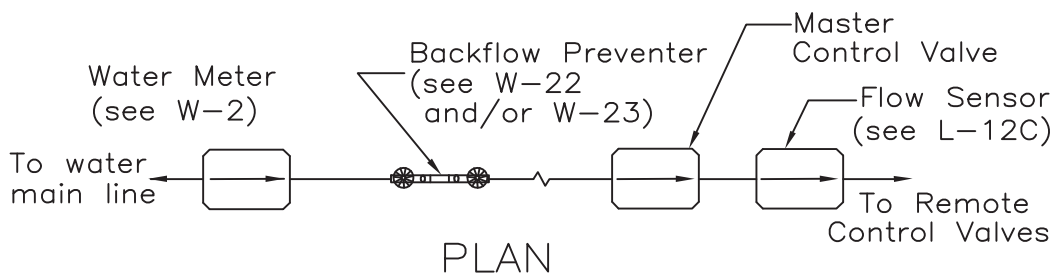 Water Meter
(see W-2)
Backflow Preventer
(see W-22
and/or W-23)
Master
Control Valve
Flow Sensor
(see L-12C)
To water
main line
To Remote
Control Valves
PLAN